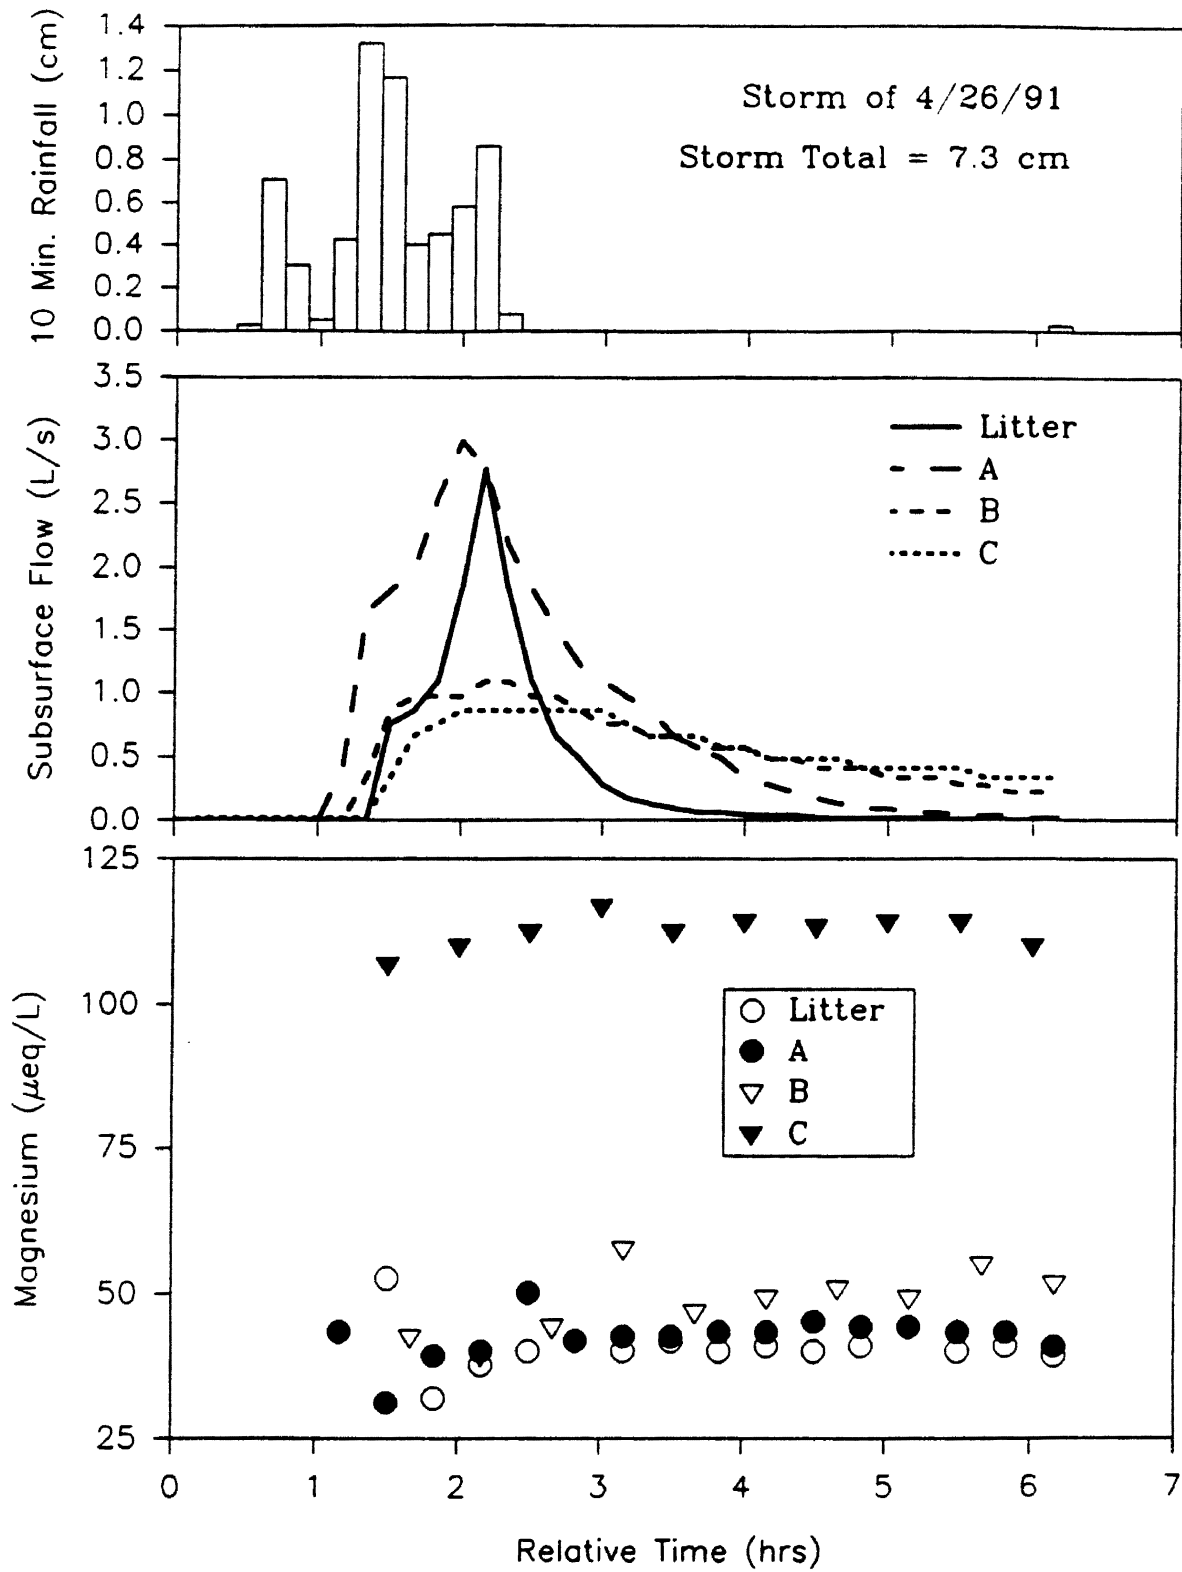 1.4
1.2
1.0
0.8
0.6
0.4
0.2
0.0
10 Min. Rainfall (cm)
Storm of 4/26/91
Storm Total = 7.3 cm
3.5
3.0
2.5
2.0
1.5
1.0
0.5
0.0
Subsurface Flow (L/s)
Litter
A
B
C
125
100
75
50
25
Magnesium (μeq/L)
Litter
A
B
C
0 1 2 3 4 5 6 7
Relative Time (hrs)